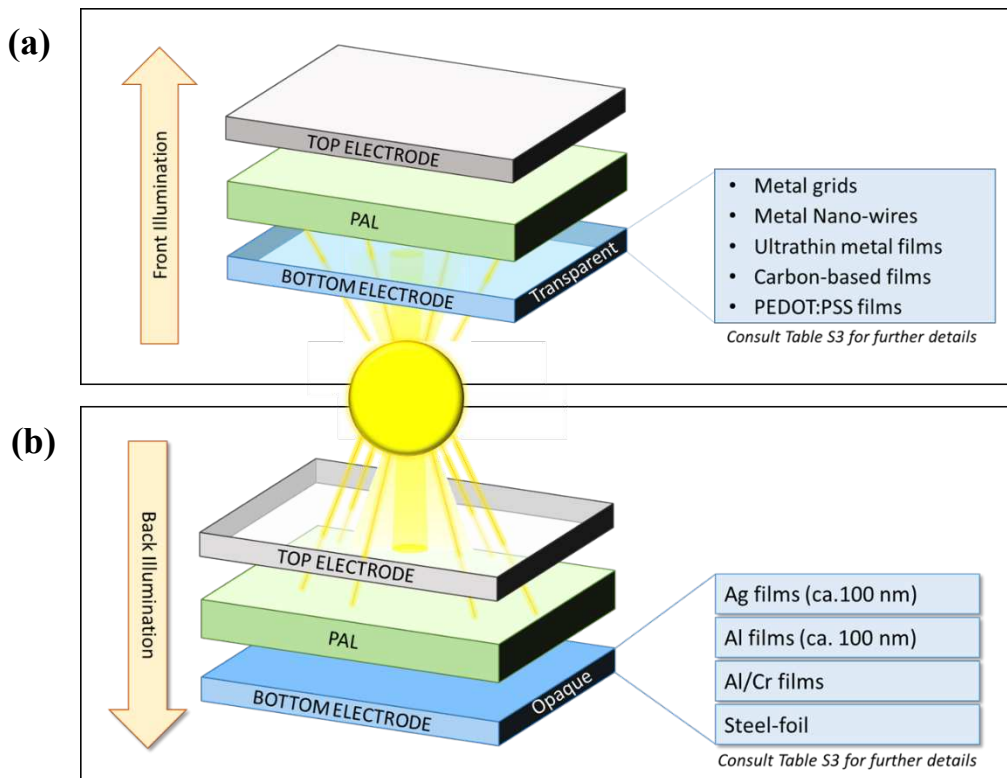 (a)
Front Illumination
TOP ELECTRODE
PAL
BOTTOM ELECTRODE
Transparent
• Metal grids
• Metal Nano-wires
• Ultrathin metal films
• Carbon-based films
• PEDOT:PSS films
Consult Table S3 for further details
(b)
Back Illumination
TOP ELECTRODE
PAL
BOTTOM ELECTRODE
Opaque
Ag films (ca.100 nm)
Al films (ca. 100 nm)
Al/Cr films
Steel-foil
Consult Table S3 for further details